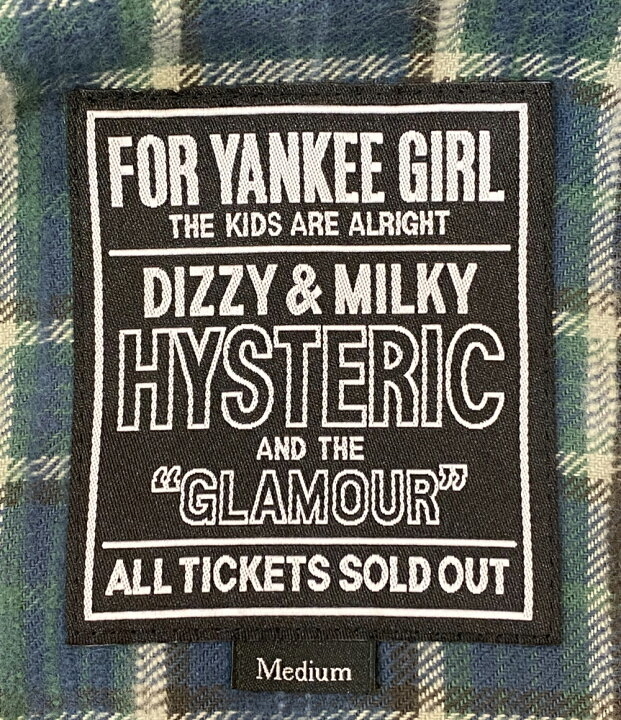 FOR YANKEE GIRL
THE KIDS ARE ALRIGHT
DIZZY & MILKY
HYSTERIC
AND THE
“GLAMOUR”
ALL TICKETS SOLD OUT
Medium